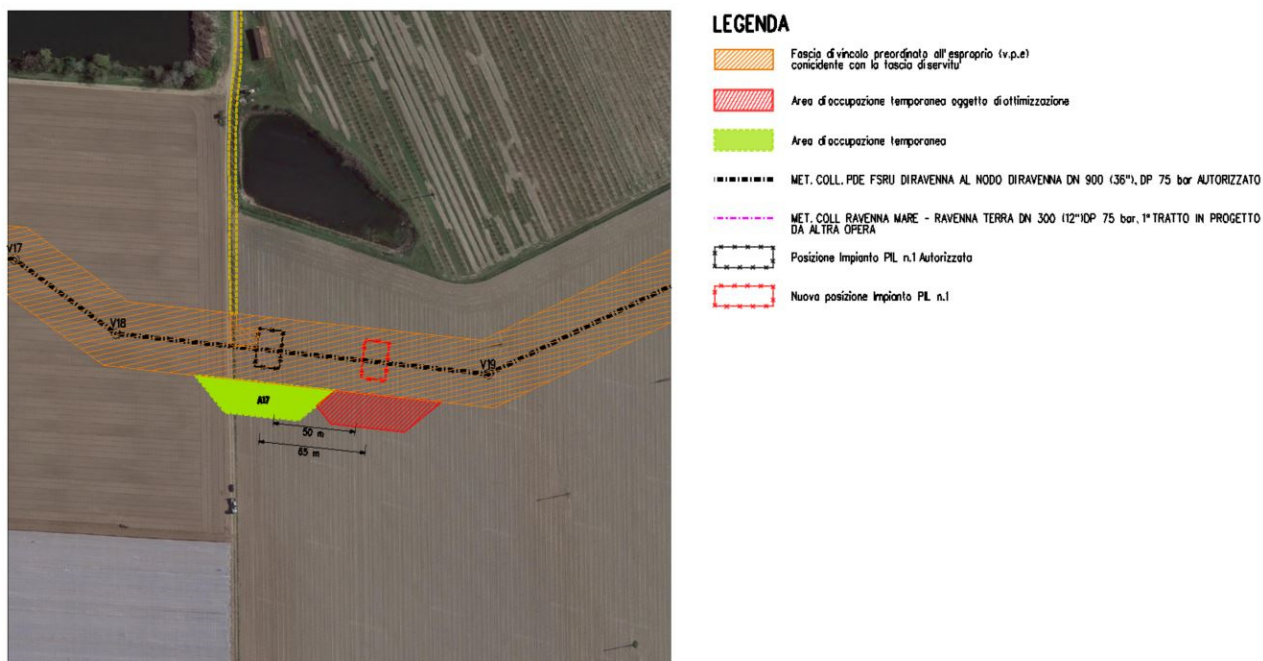 LEGENDA
Fascia di vincolo preordinato all'esproprio (v.p.e)
conicidente con la fascia di servitu'
Area di occupazione temporanea oggetto di ottimizzazione
Area di occupazione temporanea
MET. COLL. PDE FSRU DI RAVENNA AL NODO DI RAVENNA DN 900 (36"), DP 75 bar AUTORIZZATO
MET. COLL RAVENNA MARE - RAVENNA TERRA DN 300 (12") DP 75 bar, 1° TRATTO IN PROGETTO
DA ALTRA OPERA
Posizione Impianto PIL n.1 Autorizzata
Nuova posizione Impianto PIL n.1
V17
V18
V19
A17
50 m
65 m